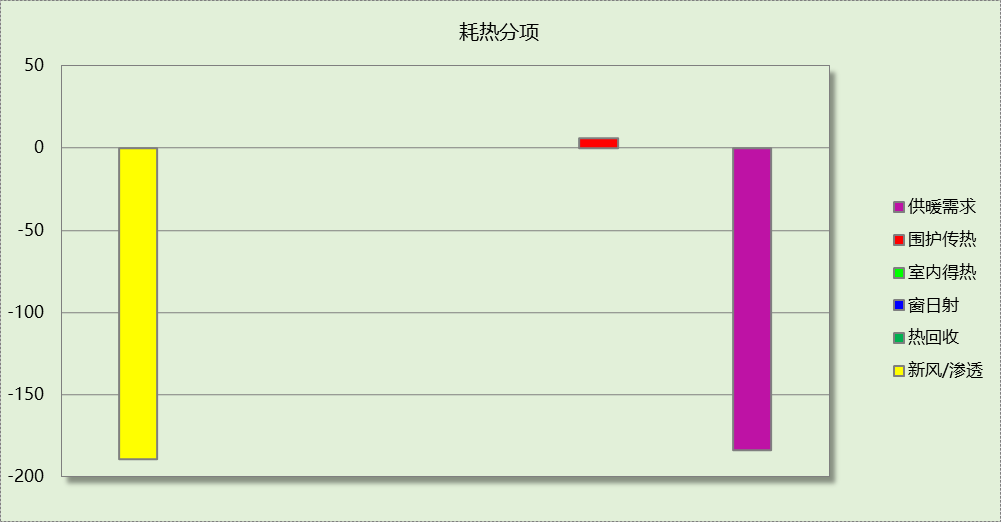 耗热分项
50
0
-50
-100
-150
-200
供暖需求
围护传热
室内得热
窗日射
热回收
新风/渗透